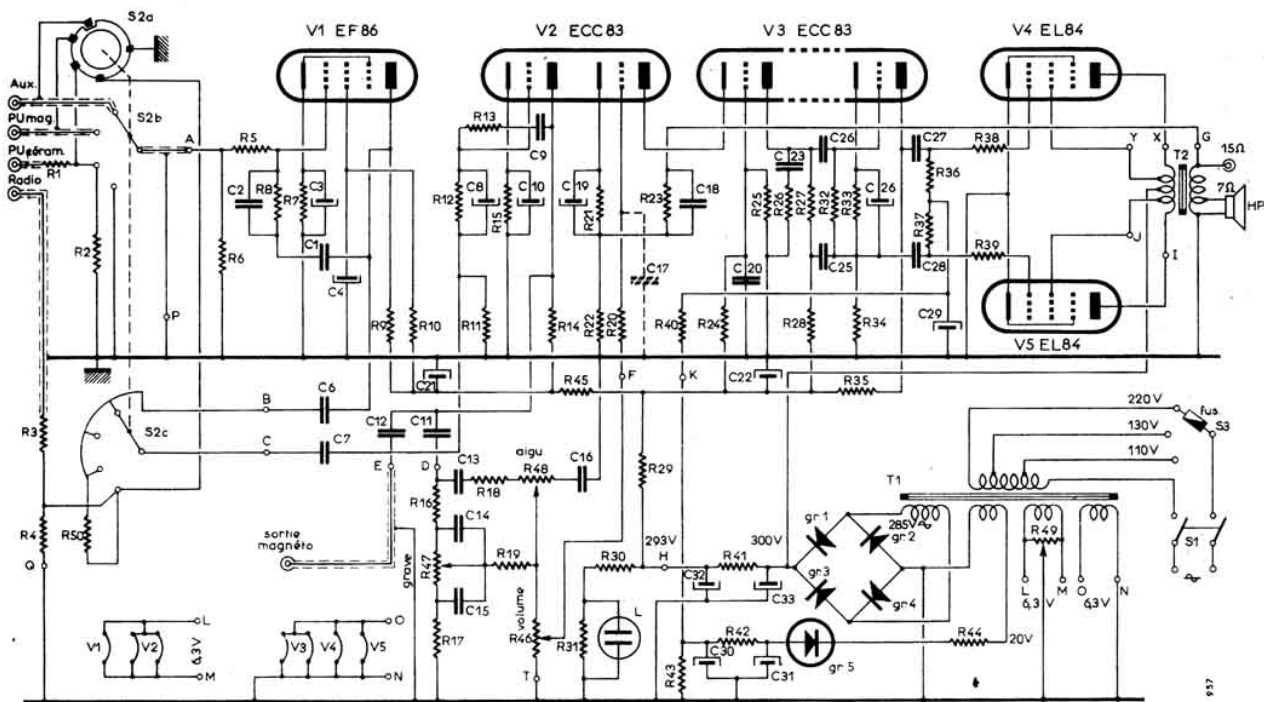 S2a
V1 EF86
V2 ECC83
V3 ECC83
V4 EL84
Aux.
PU mag.
PU céram.
Radio
S2b
A
R1
R5
R13
C9
C26
C27
R38
Y
X
G
15Ω
T2
7Ω
HP
C2
R8
R7
C3
R12
C8
R15
C10
C19
R21
R23
C18
C23
R25
R26
R27
R32
R33
C26
R36
R37
R2
R6
C1
C4
C17
C20
C25
C28
R39
J
I
P
R9
R10
R11
R14
R22
R20
R40
R24
R28
R34
C29
V5 EL84
C21
R45
F
K
C22
R35
B
C6
C12
C11
220V
fus.
S3
130V
110V
R3
S2c
C
C7
E
D
C13
aigu
R48
C16
R18
R29
T1
R16
C14
gr1
285V
gr2
R4
R50
Q
sortie
magnéto
grave
R47
R19
R30
293V
H
R41
300V
gr3
gr4
R49
S1
C15
C32
C33
L
M
O
N
6,3V
6,3V
volume
R46
R31
L
R42
R44
20V
V1
V2
L
6,3V
M
V3
V4
V5
O
N
R17
T
R43
C30
C31
gr5
957